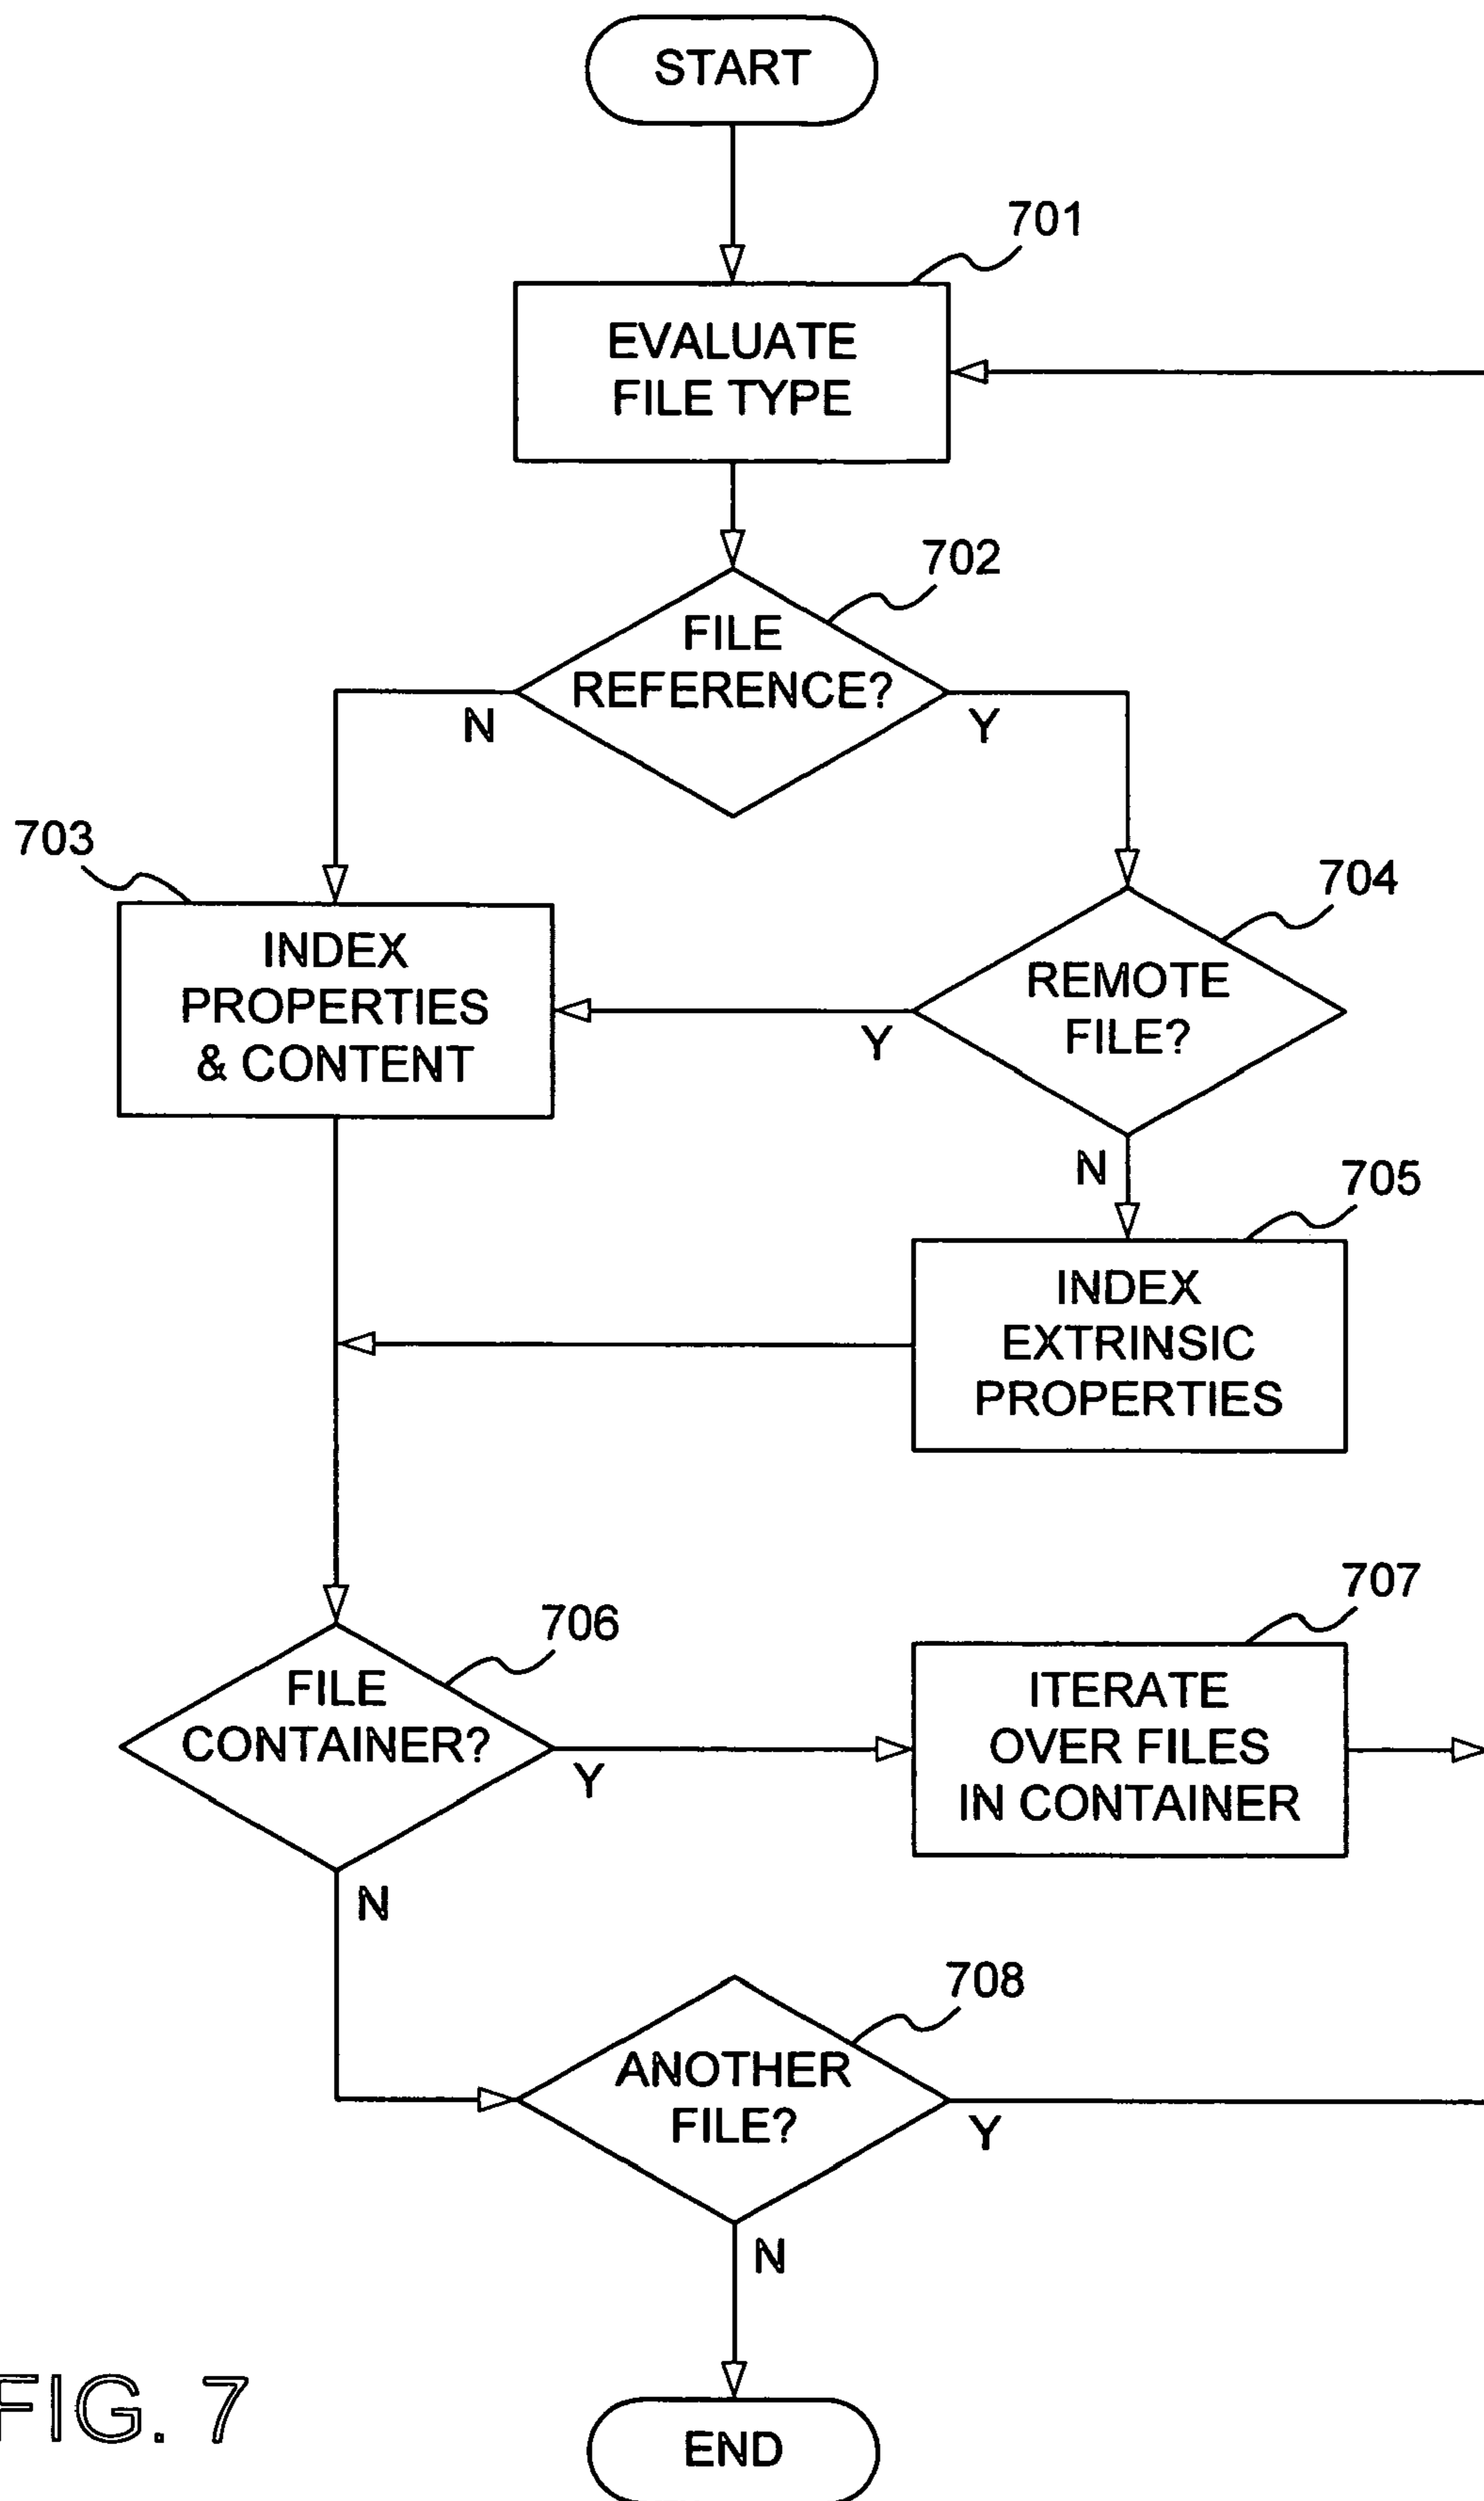 START
701
EVALUATE
FILE TYPE
702
FILE
REFERENCE?
N
Y
703
704
INDEX
PROPERTIES
& CONTENT
REMOTE
FILE?
Y
N
705
INDEX
EXTRINSIC
PROPERTIES
706
707
FILE
CONTAINER?
Y
ITERATE
OVER FILES
IN CONTAINER
N
708
ANOTHER
FILE?
Y
N
FIG. 7
END